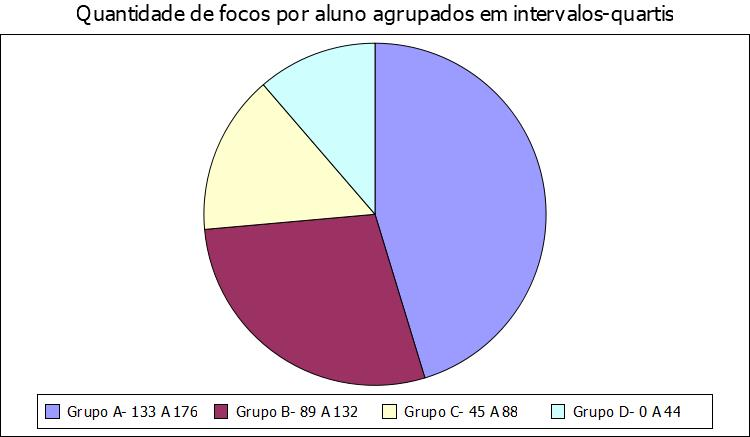 Quantidade de focos por aluno agrupados em intervalos-quartis
Grupo A- 133 A 176 Grupo B- 89 A 132 Grupo C- 45 A 88 Grupo D- 0 A 44